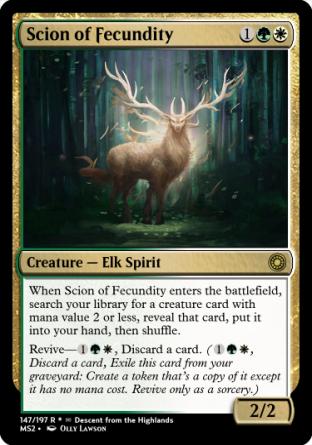 Scion of Fecundity 1
Creature — Elk Spirit
When Scion of Fecundity enters the battlefield,
search your library for a creature card with
mana value 2 or less, reveal that card, put it
into your hand, then shuffle.
Revive—1, Discard a card. (1,
Discard a card, Exile this card from your
graveyard: Create a token that's a copy of it except
it has no mana cost. Revive only as a sorcery.)
2/2
147/197 R * Descent from the Highlands
MS2 • Olly Lawson